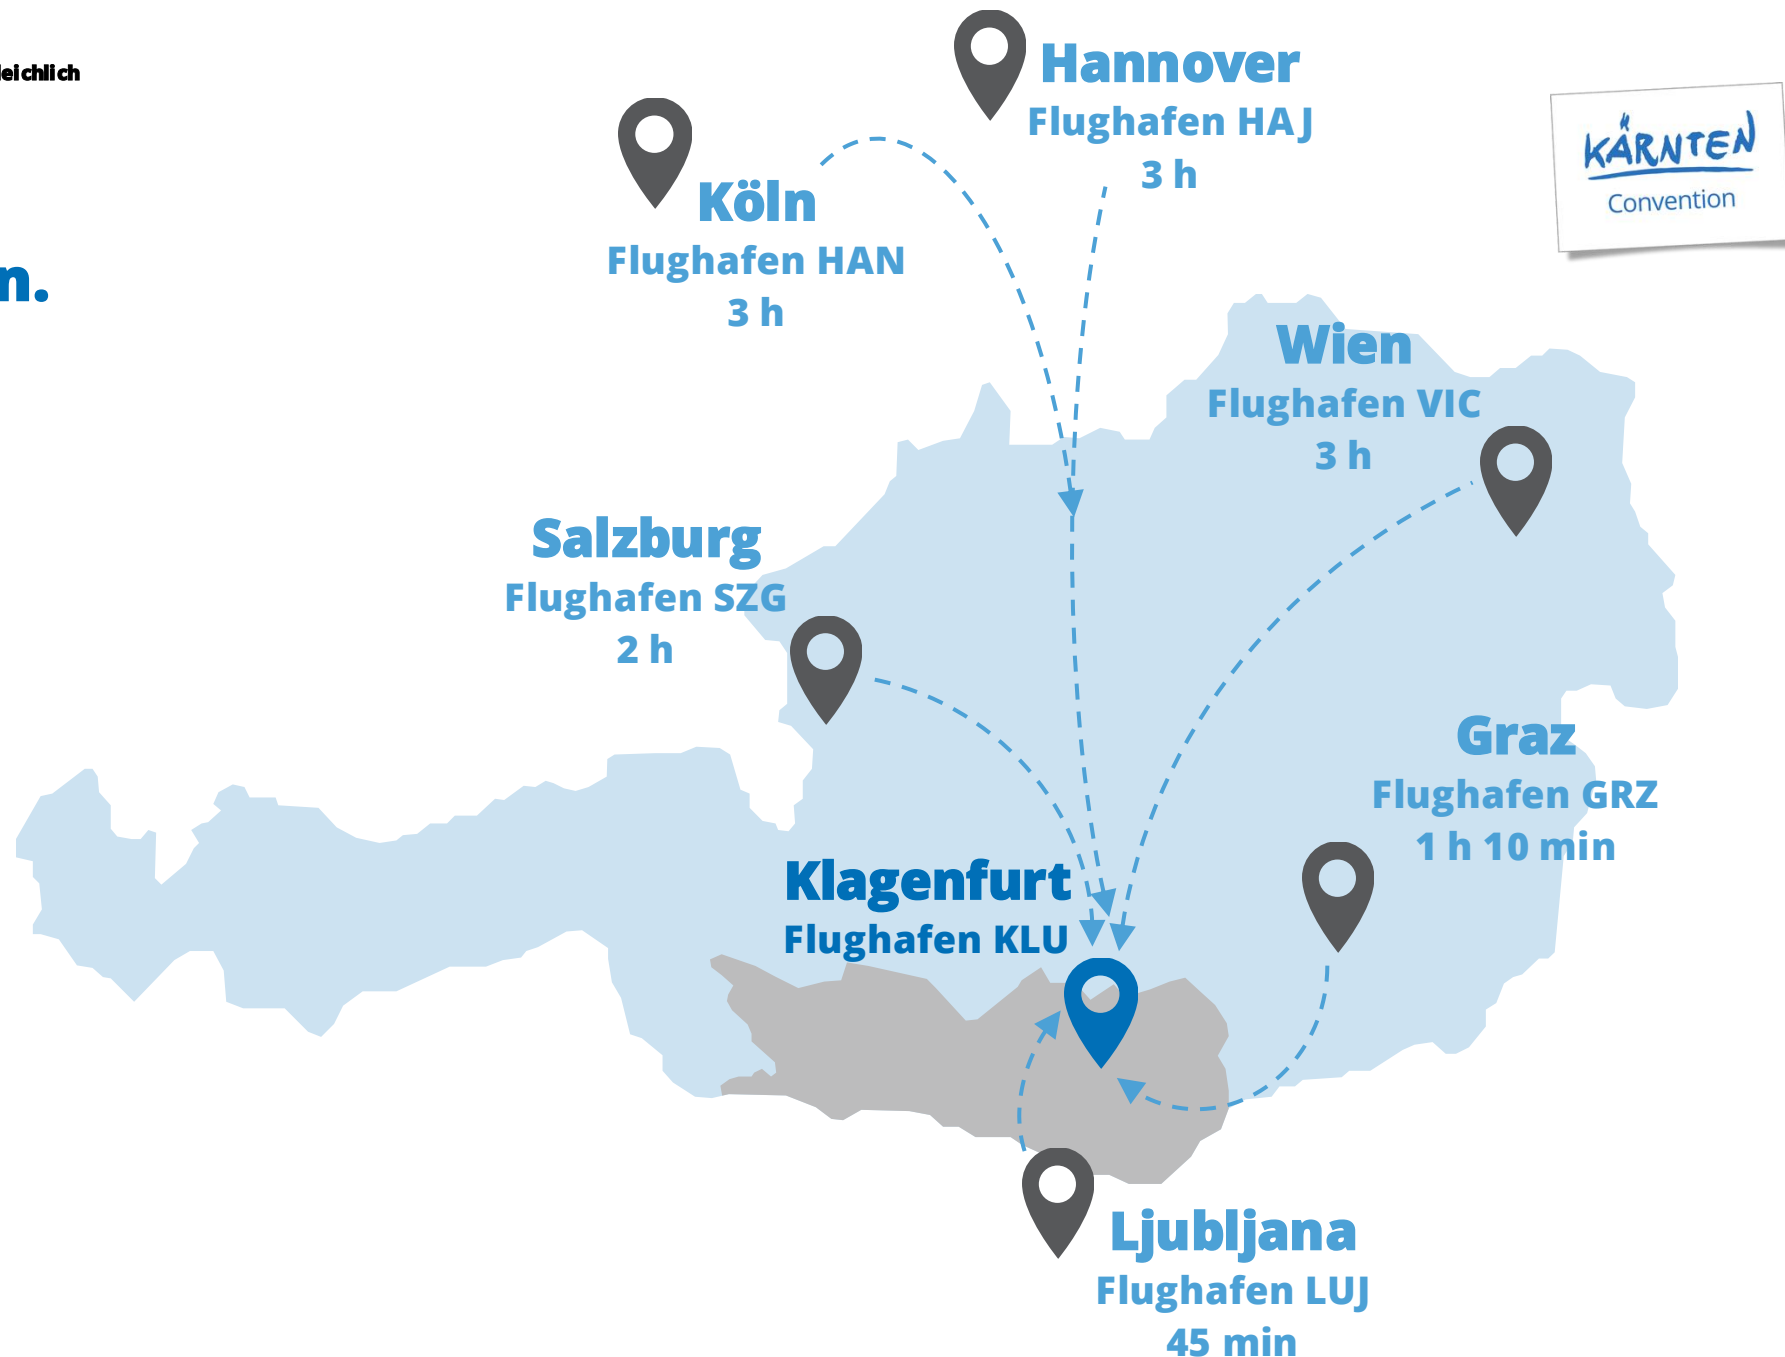 Hannover
Flughafen HAJ
3 h
Köln
Flughafen HAN
3 h
KÄRNTEN
Convention
n.
Wien
Flughafen VIC
3 h
Salzburg
Flughafen SZG
2 h
Graz
Flughafen GRZ
1 h 10 min
Klagenfurt
Flughafen KLU
Ljubljana
Flughafen LUJ
45 min